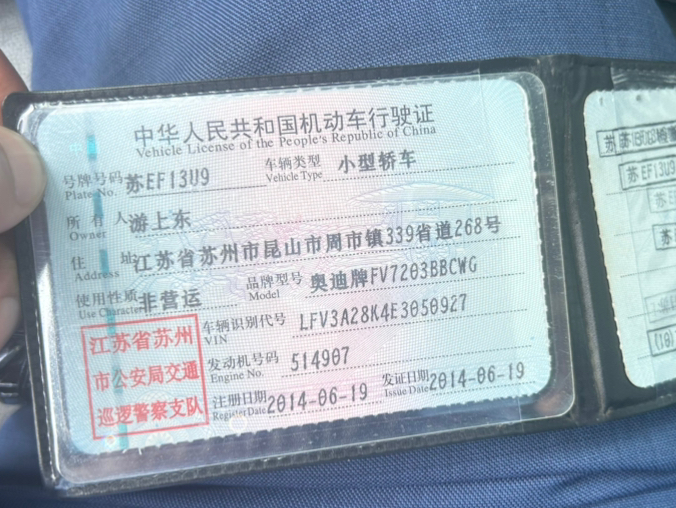 中华人民共和国机动车行驶证
Vehicle License of the People's Republic of China
号牌号码 苏EF13U9 车辆类型 小型轿车
Plate No. Vehicle Type
所有人 游上东
Owner
住址 江苏省苏州市昆山市周市镇339省道268号
Address
使用性质 非营运 品牌型号 奥迪牌FV7203BBCWG
Use Character Model
江苏省苏州
市公安局交通
巡逻警察支队
车辆识别代号 LFV3A28K4E3050927
VIN
发动机号码 514907
Engine No.
注册日期 2014-06-19 发证日期 2014-06-19
Register Date Issue Date